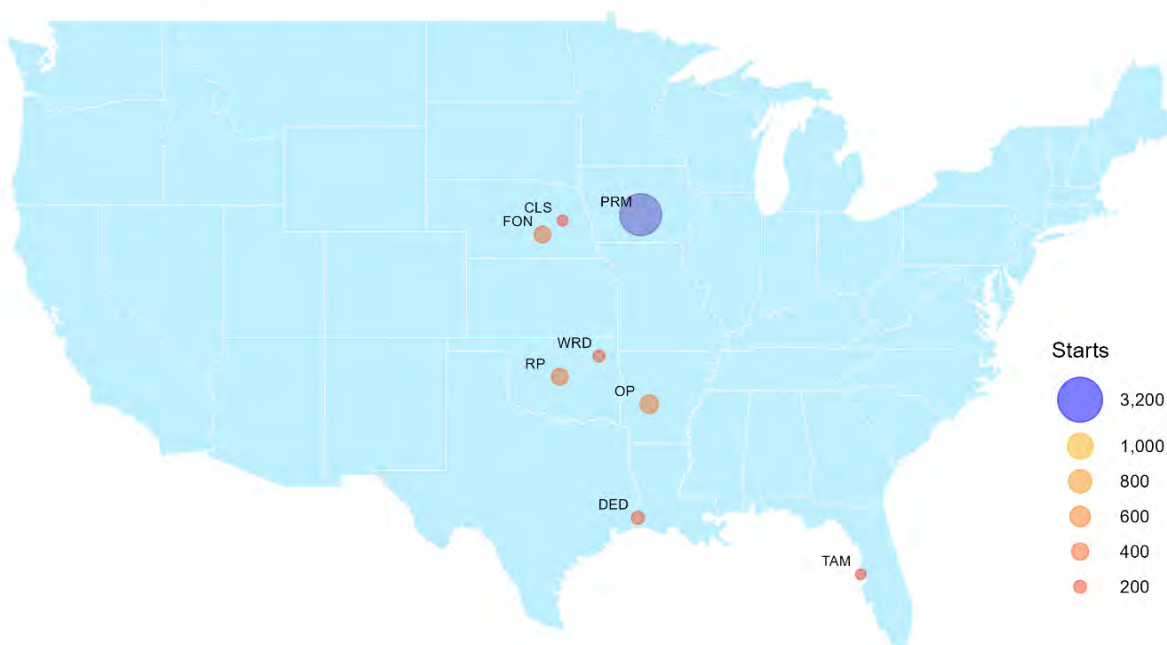 CLS
PRM
FON
WRD
RP
OP
DED
TAM
Starts
3,200
1,000
800
600
400
200